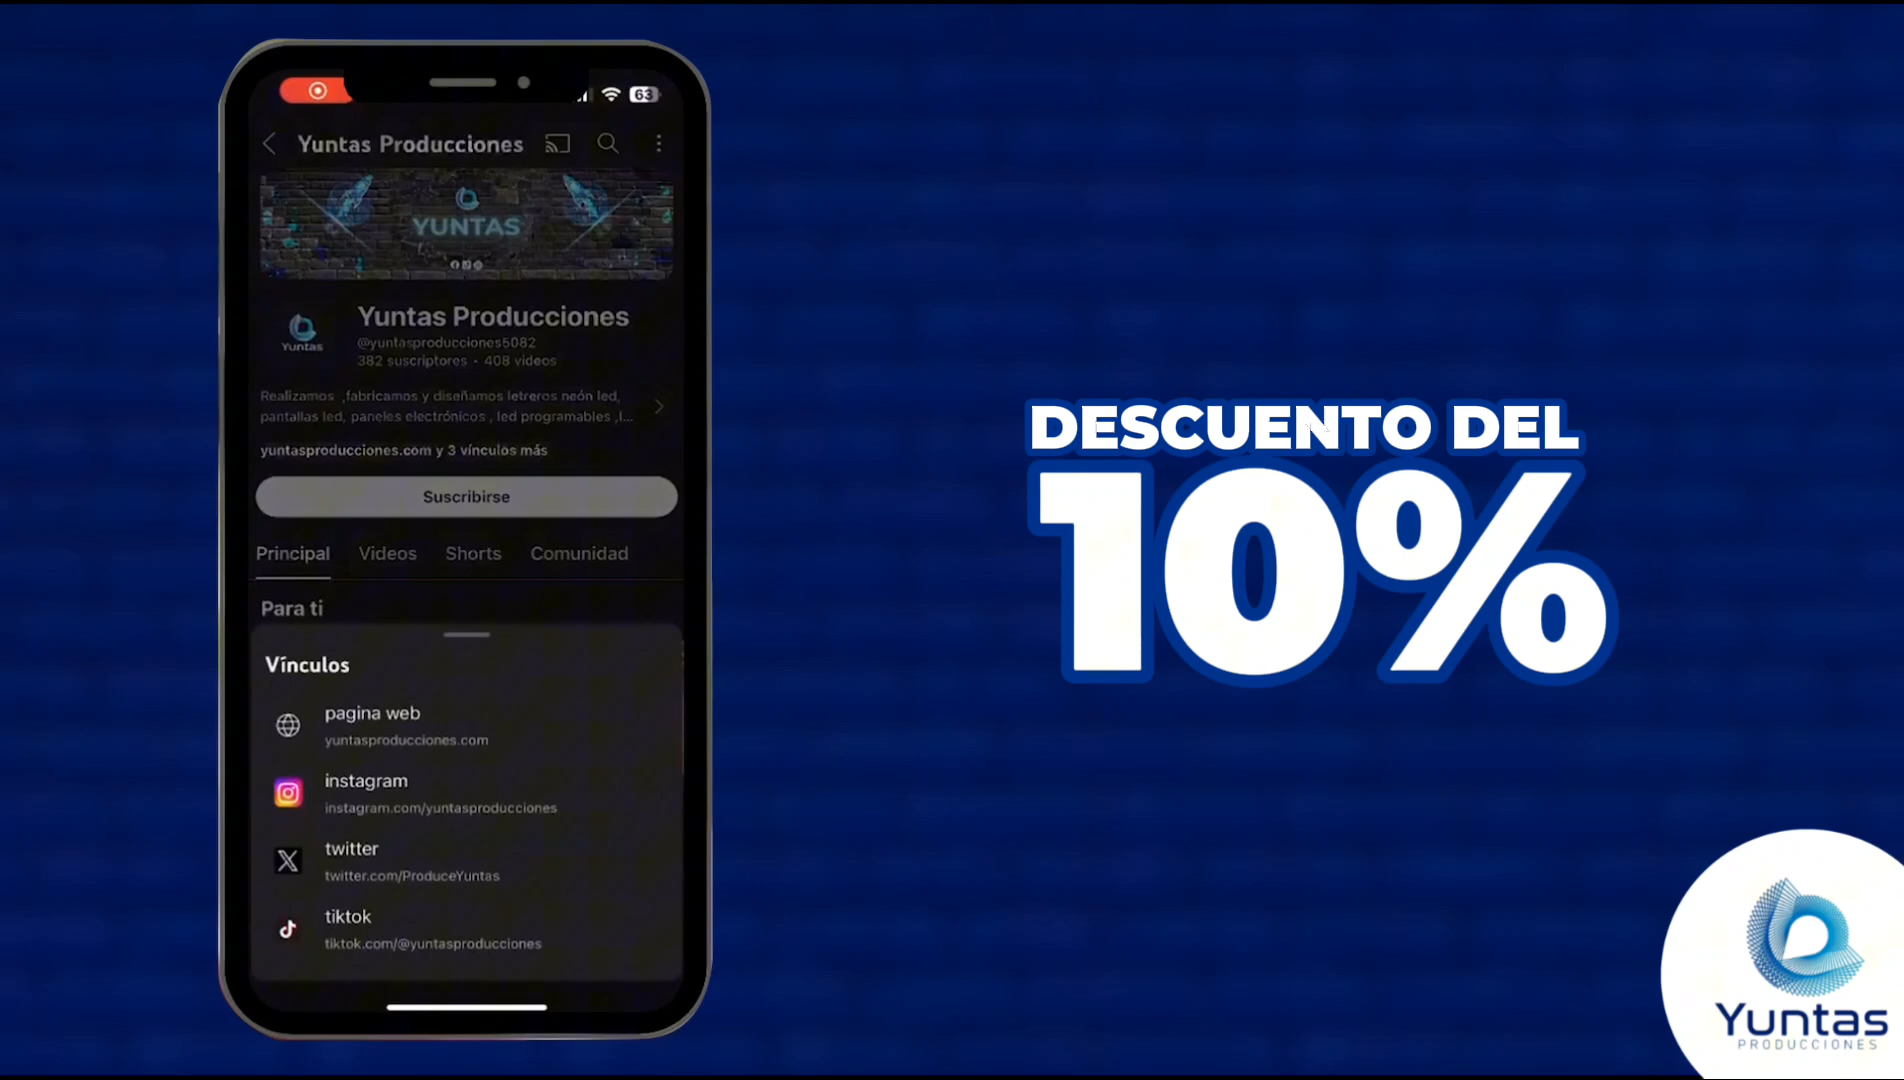 63
Yuntas Producciones
YUNTAS
Yuntas
Yuntas Producciones
@yuntasproducciones5082
382 suscriptores · 408 videos
Realizamos ,fabricamos y diseñamos letreros neón led,
pantallas led, paneles electrónicos , led programables ,l...
yuntasproducciones.com y 3 vínculos más
Suscribirse
Principal Videos Shorts Comunidad
Para ti
Vínculos
pagina web
yuntasproducciones.com
instagram
instagram.com/yuntasproducciones
twitter
twitter.com/ProduceYuntas
tiktok
tiktok.com/@yuntasproducciones
DESCUENTO DEL
10%
Yuntas
PRODUCCIONES